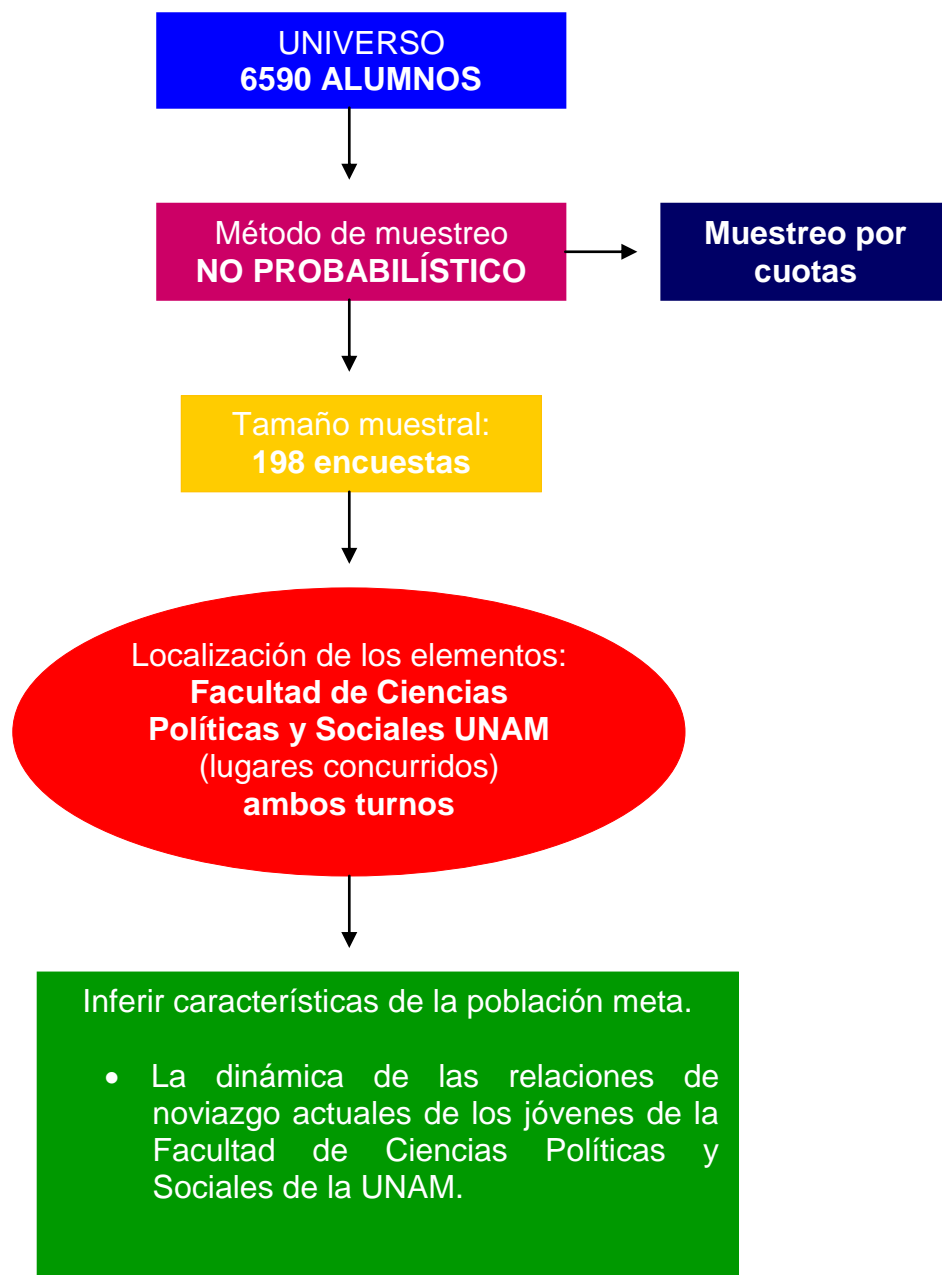 UNIVERSO
6590 ALUMNOS
Método de muestreo
NO PROBABILÍSTICO
Muestreo por
cuotas
Tamaño muestral:
198 encuestas
Localización de los elementos:
Facultad de Ciencias
Políticas y Sociales UNAM
(lugares concurridos)
ambos turnos
Inferir características de la población meta.
• La dinámica de las relaciones de
noviazgo actuales de los jóvenes de la
Facultad de Ciencias Políticas y
Sociales de la UNAM.